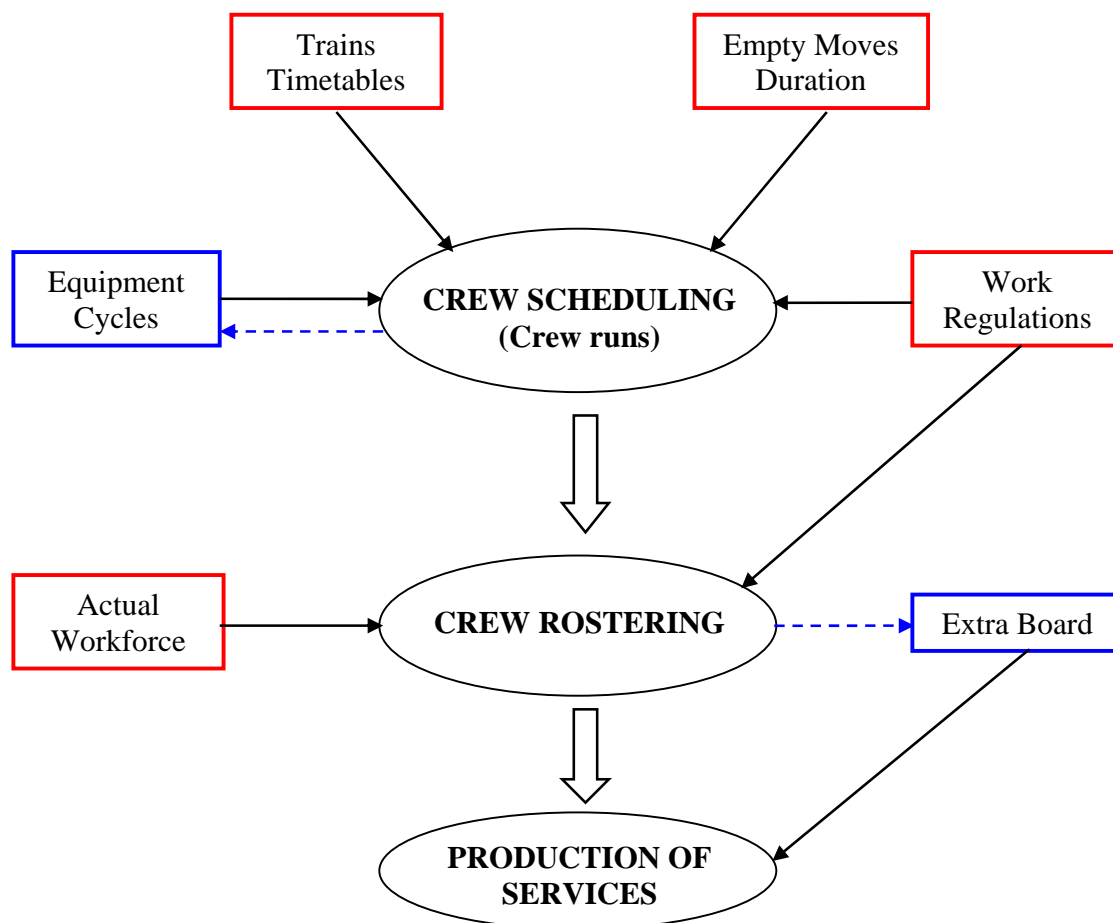 Trains
Timetables
Empty Moves
Duration
Equipment
Cycles
CREW SCHEDULING
(Crew runs)
Work
Regulations
Actual
Workforce
CREW ROSTERING
Extra Board
PRODUCTION OF
SERVICES